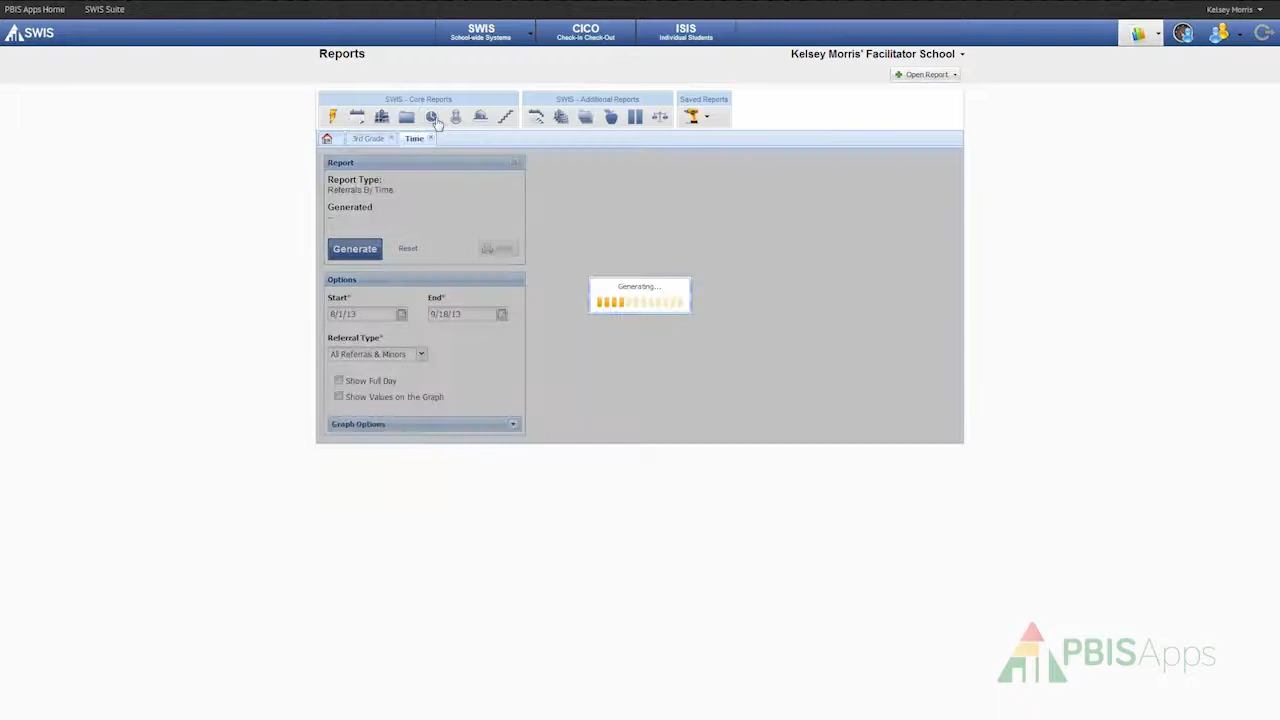 PBIS Apps Home SWIS Suite Kelsey Morris
SWIS SWIS CICO ISIS
School-wide Systems Check-in Check-Out Individual Students
Reports Kelsey Morris' Facilitator School
Open Report
SWIS - Core Reports SWIS - Additional Reports Saved Reports
3rd Grade Time
Report
Report Type:
Referrals By Time
Generated
--
Generate Reset
Generating...
Options
Start* End*
8/1/13 9/18/13
Referral Type*
All Referrals & Minors
Show Full Day
Show Values on the Graph
Graph Options
PBISApps